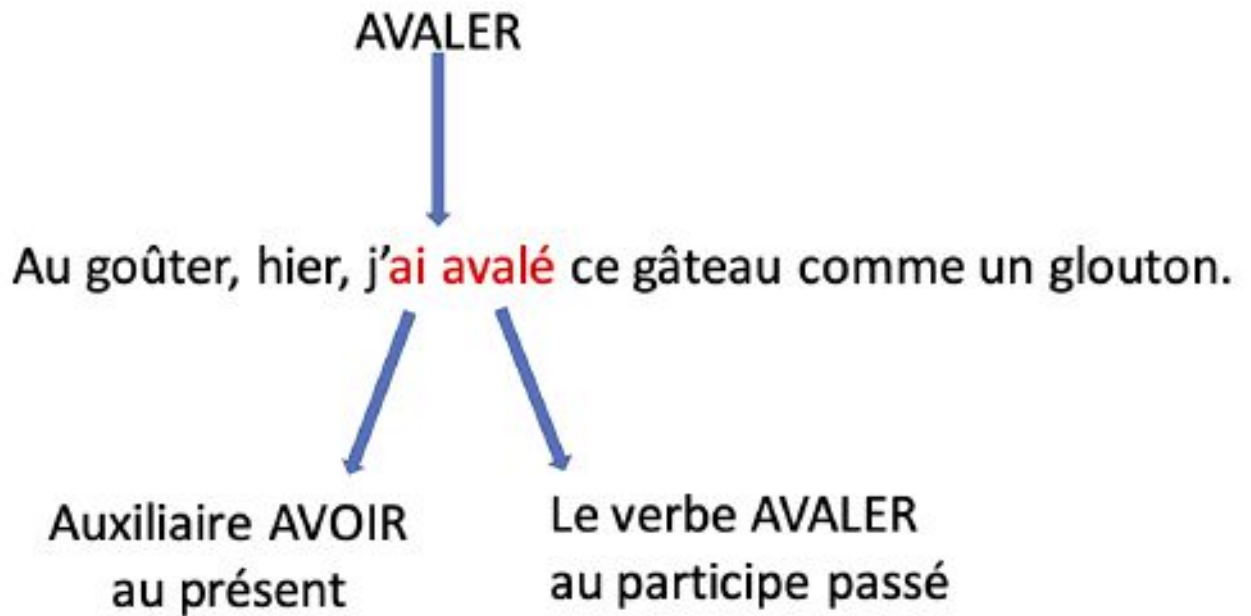 AVALER
Au goûter, hier, j'ai avalé ce gâteau comme un glouton.
Auxiliaire AVOIR
au présent
Le verbe AVALER
au participe passé